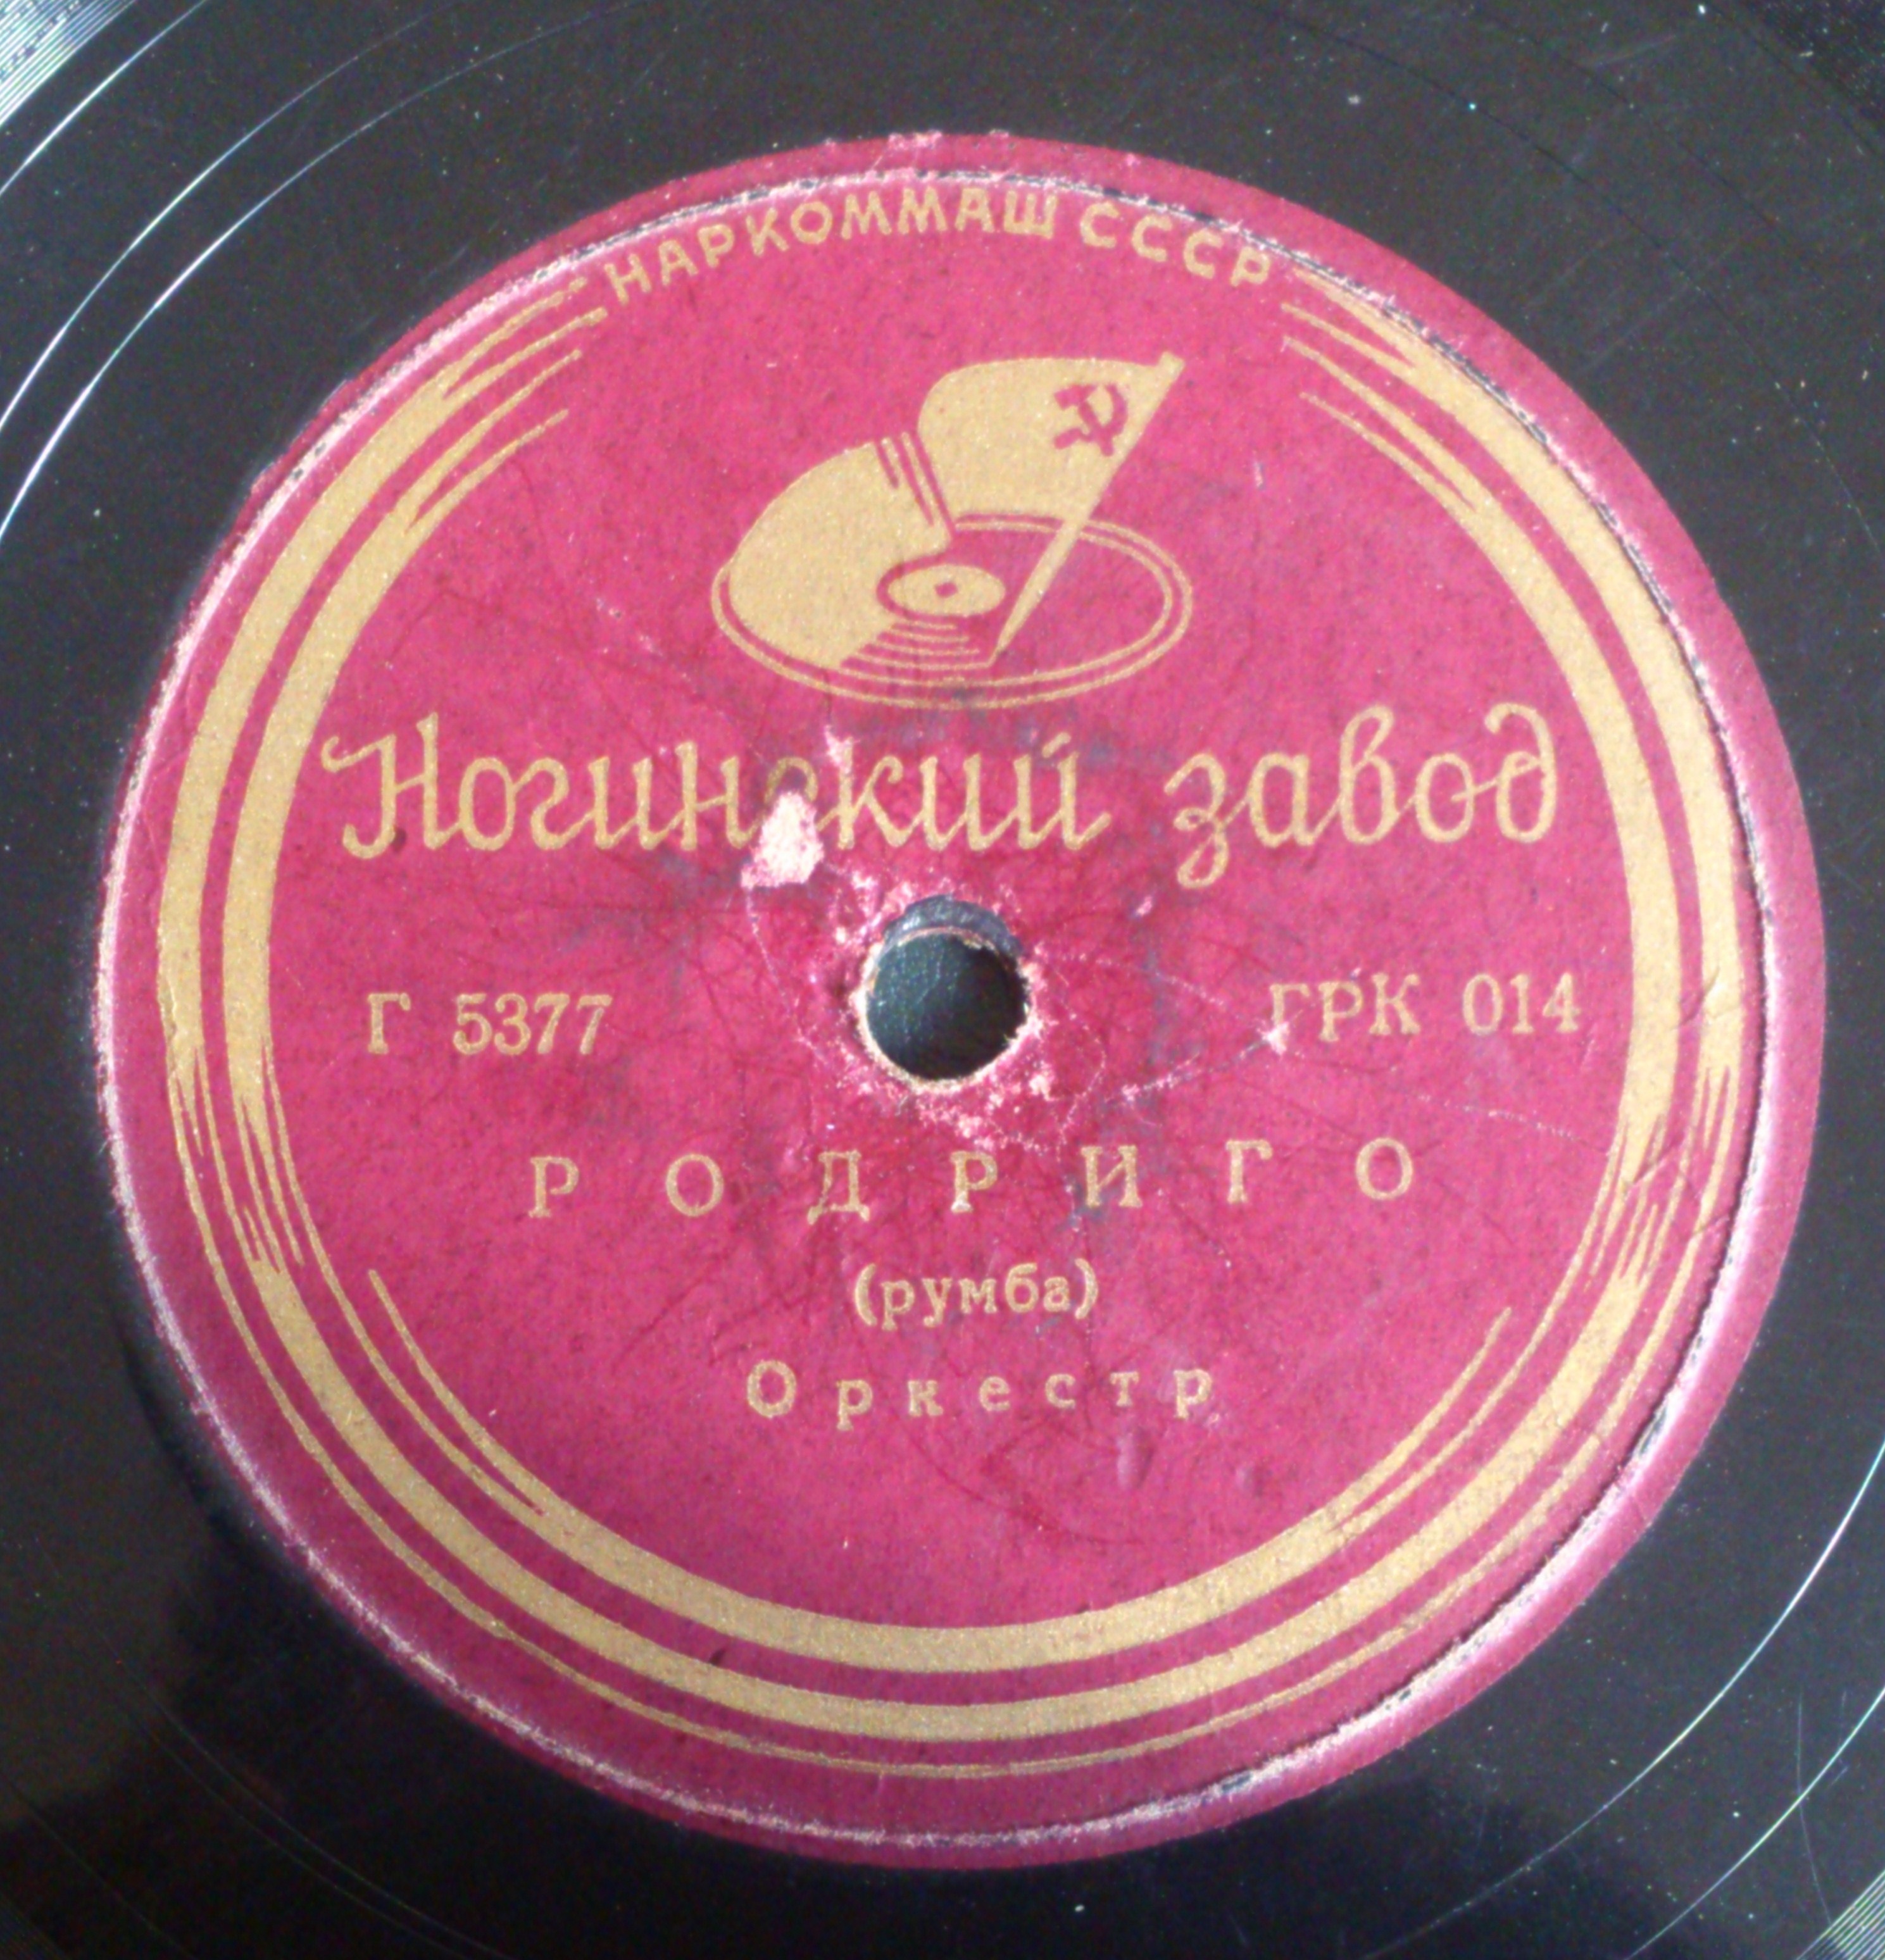 НАРКОММАШ СССР
Ногинский завод
Г 5377 ГРК 014
РОДРИГО
(румба)
Оркестр